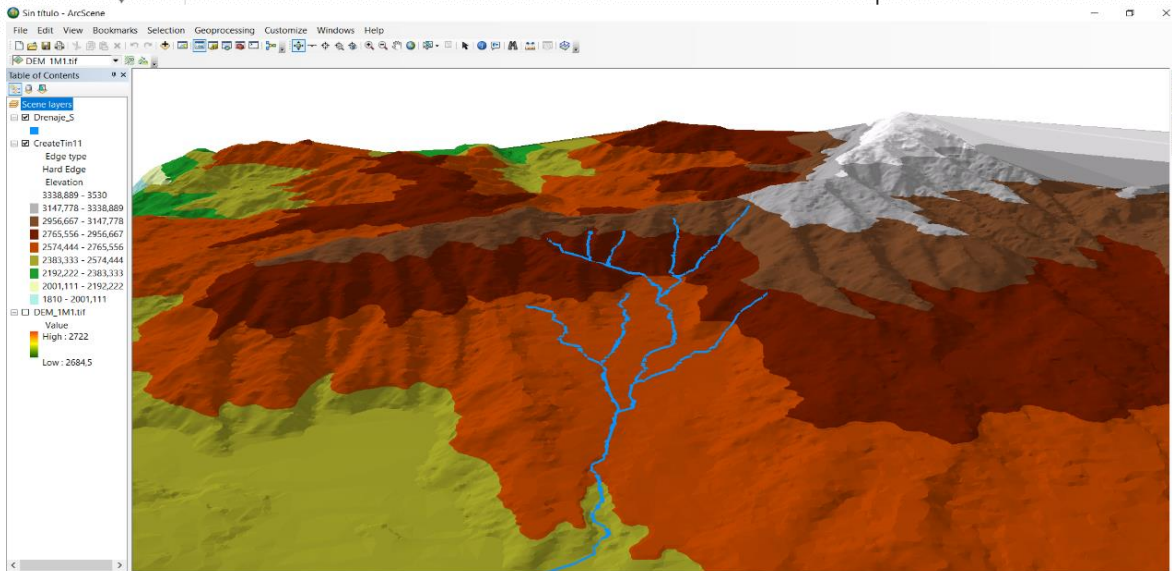 Sin título - ArcScene
File Edit View Bookmarks Selection Geoprocessing Customize Windows Help
DEM_1M1.tif
Table of Contents
Scene layers
Drenaje_S
CreateTin11
Edge type
Hard Edge
Elevation
3338,889 - 3530
3147,778 - 3338,889
2956,667 - 3147,778
2765,556 - 2956,667
2574,444 - 2765,556
2383,333 - 2574,444
2192,222 - 2383,333
2001,111 - 2192,222
1810 - 2001,111
DEM_1M1.tif
Value
High : 2722
Low : 2684,5